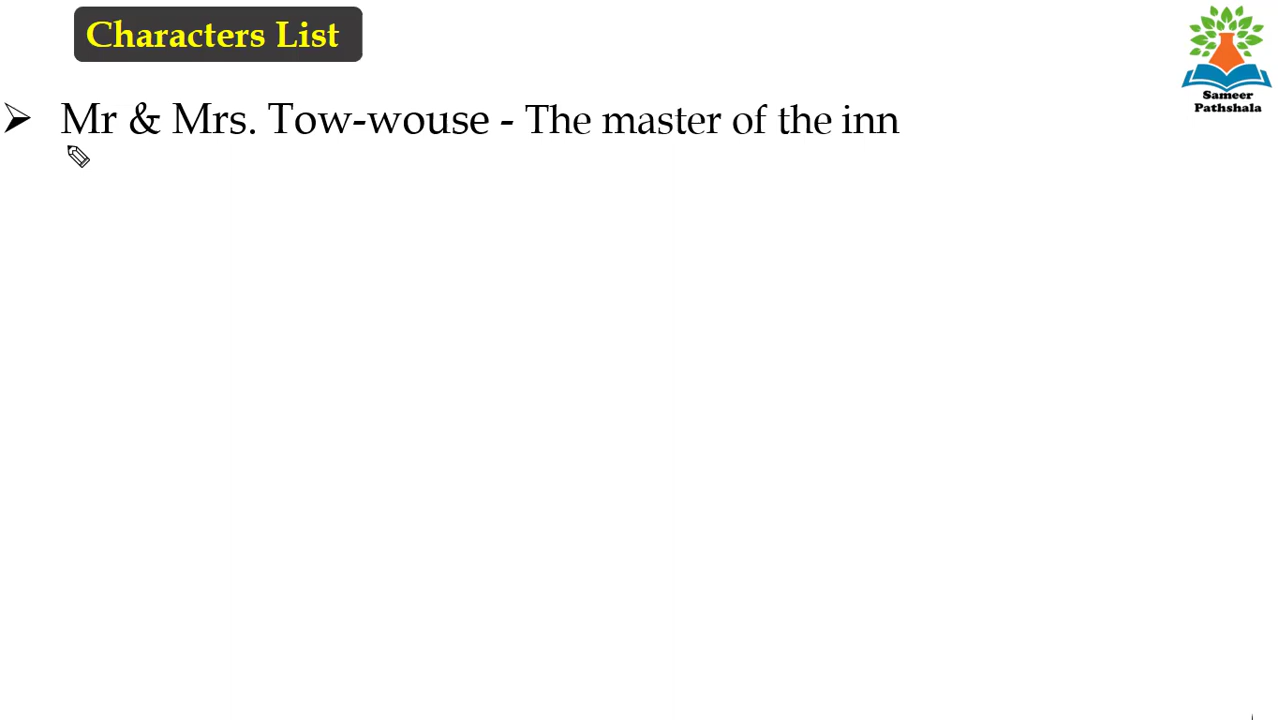 Characters List
Sameer
Pathshala
➢ Mr & Mrs. Tow-wouse - The master of the inn